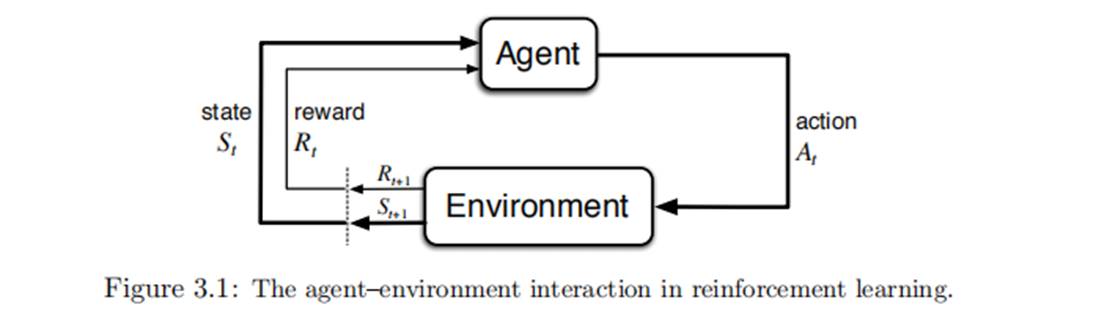 Agent
state
S_t
reward
R_t
action
A_t
R_{t+1}
S_{t+1}
Environment
Figure 3.1: The agent–environment interaction in reinforcement learning.